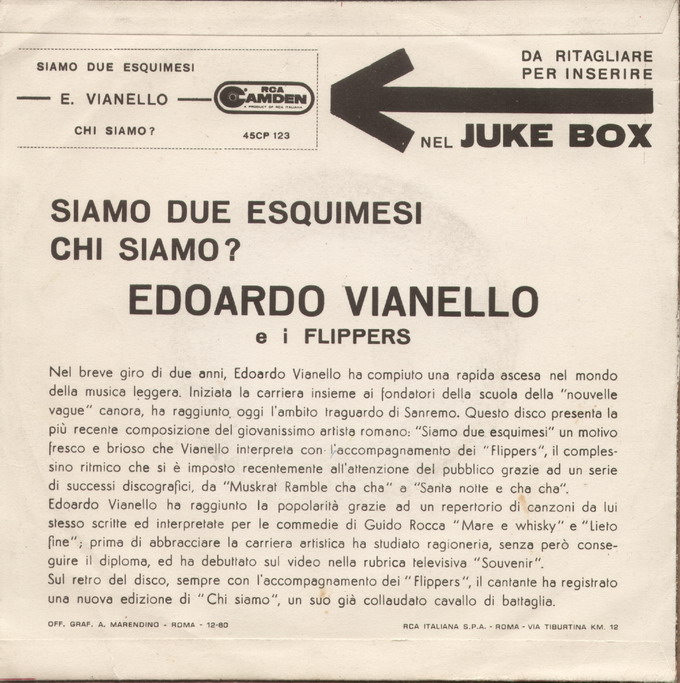 SIAMO DUE ESQUIMESI
E. VIANELLO
RCA
CAMDEN
A PRODUCT OF RCA ITALIANA
CHI SIAMO?
45CP 123
DA RITAGLIARE
PER INSERIRE
NEL JUKE BOX
SIAMO DUE ESQUIMESI
CHI SIAMO?
EDOARDO VIANELLO
e i FLIPPERS
Nel breve giro di due anni, Edoardo Vianello ha compiuto una rapida ascesa nel mondo
della musica leggera. Iniziata la carriera insieme ai fondatori della scuola della "nouvelle
vague" canora, ha raggiunto oggi l'ambito traguardo di Sanremo. Questo disco presenta la
più recente composizione del giovanissimo artista romano: "Siamo due esquimesi" un motivo
fresco e brioso che Vianello interpreta con l'accompagnamento dei "Flippers", il comples-
sino ritmico che si è imposto recentemente all'attenzione del pubblico grazie ad un serie
di successi discografici, da "Muskrat Ramble cha cha" a "Santa notte e cha cha".
Edoardo Vianello ha raggiunto la popolarità grazie ad un repertorio di canzoni da lui
stesso scritte ed interpretate per le commedie di Guido Rocca "Mare e whisky" e "Lieto
fine"; prima di abbracciare la carriera artistica ha studiato ragioneria, senza però conse-
guire il diploma, ed ha debuttato sul video nella rubrica televisiva "Souvenir".
Sul retro del disco, sempre con l'accompagnamento dei "Flippers", il cantante ha registrato
una nuova edizione di "Chi siamo", un suo già collaudato cavallo di battaglia.
OFF. GRAF. A. MARENDINO - ROMA - 12-60
RCA ITALIANA S.P.A. - ROMA - VIA TIBURTINA KM. 12